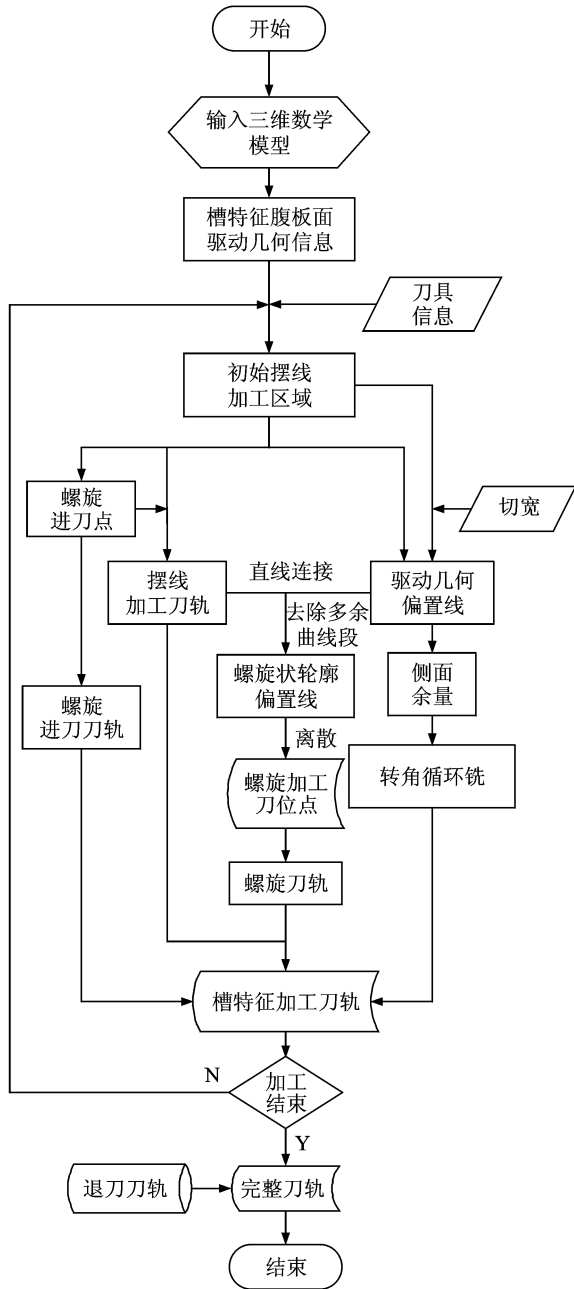 开始
输入三维数学
模型
槽特征腹板面
驱动几何信息
刀具
信息
初始摆线
加工区域
螺旋
进刀点
切宽
摆线
加工刀轨
直线连接
驱动几何
偏置线
去除多余
曲线段
螺旋状轮廓
偏置线
侧面
余量
螺旋
进刀刀轨
离散
螺旋加工
刀位点
转角循环铣
螺旋刀轨
槽特征加工刀轨
N
加工
结束
Y
退刀刀轨
完整刀轨
结束